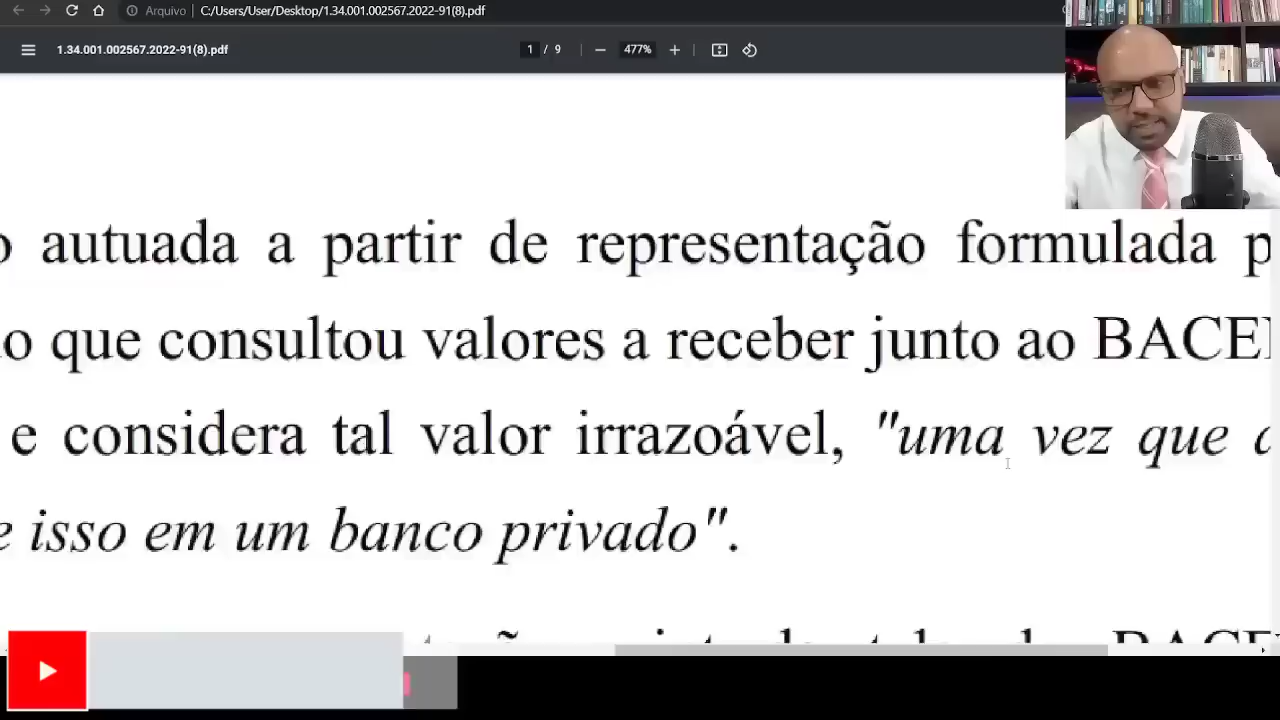 Arquivo C:/Users/User/Desktop/1.34.001.002567.2022-91(8).pdf
1.34.001.002567.2022-91(8).pdf 1 / 9 — 477% +
autuada a partir de representação formulada p
que consultou valores a receber junto ao BACE
e considera tal valor irrazoável, "uma vez que
isso em um banco privado".